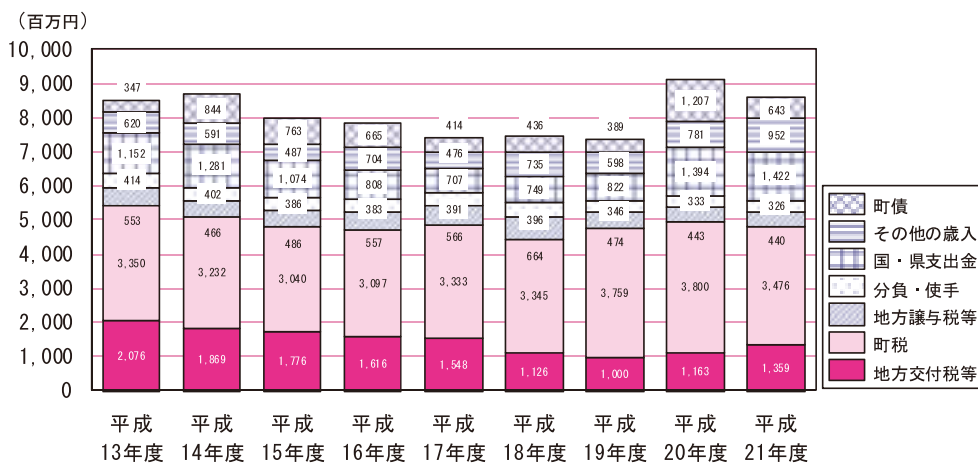 (百万円)
10,000
9,000
8,000
7,000
6,000
5,000
4,000
3,000
2,000
1,000
0
347
620
1,152
414
553
3,350
2,076
844
591
1,281
402
466
3,232
1,869
763
487
1,074
386
486
3,040
1,776
665
704
808
383
557
3,097
1,616
414
476
707
391
566
3,333
1,548
436
735
749
396
664
3,345
1,126
389
598
822
346
474
3,759
1,000
1,207
781
1,394
333
443
3,800
1,163
643
952
1,422
326
440
3,476
1,359
平成
13年度
平成
14年度
平成
15年度
平成
16年度
平成
17年度
平成
18年度
平成
19年度
平成
20年度
平成
21年度
町債
その他の歳入
国・県支出金
分負・使手
地方譲与税等
町税
地方交付税等